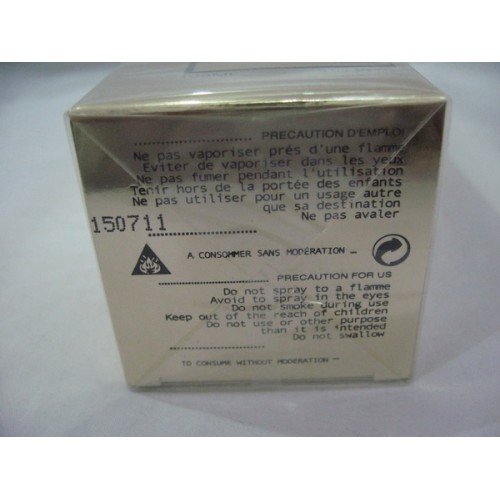 PRECAUTION D'EMPLOI
Ne pas vaporiser prés d'une flamme
Eviter de vaporiser dans les yeux
Ne pas fumer pendant l'utilisation
Tenir hors de la portée des enfants
Ne pas utiliser pour un usage autre
que sa destination
Ne pas avaler
150711
A CONSOMMER SANS MODÉRATION
PRECAUTION FOR US
Do not spray to a flamme
Avoid to spray in the eyes
Do not smoke during use
Keep out of the reach of children
Do not use or other purpose
than it is intended
Do not swallow
TO CONSUME WITHOUT MODERATION